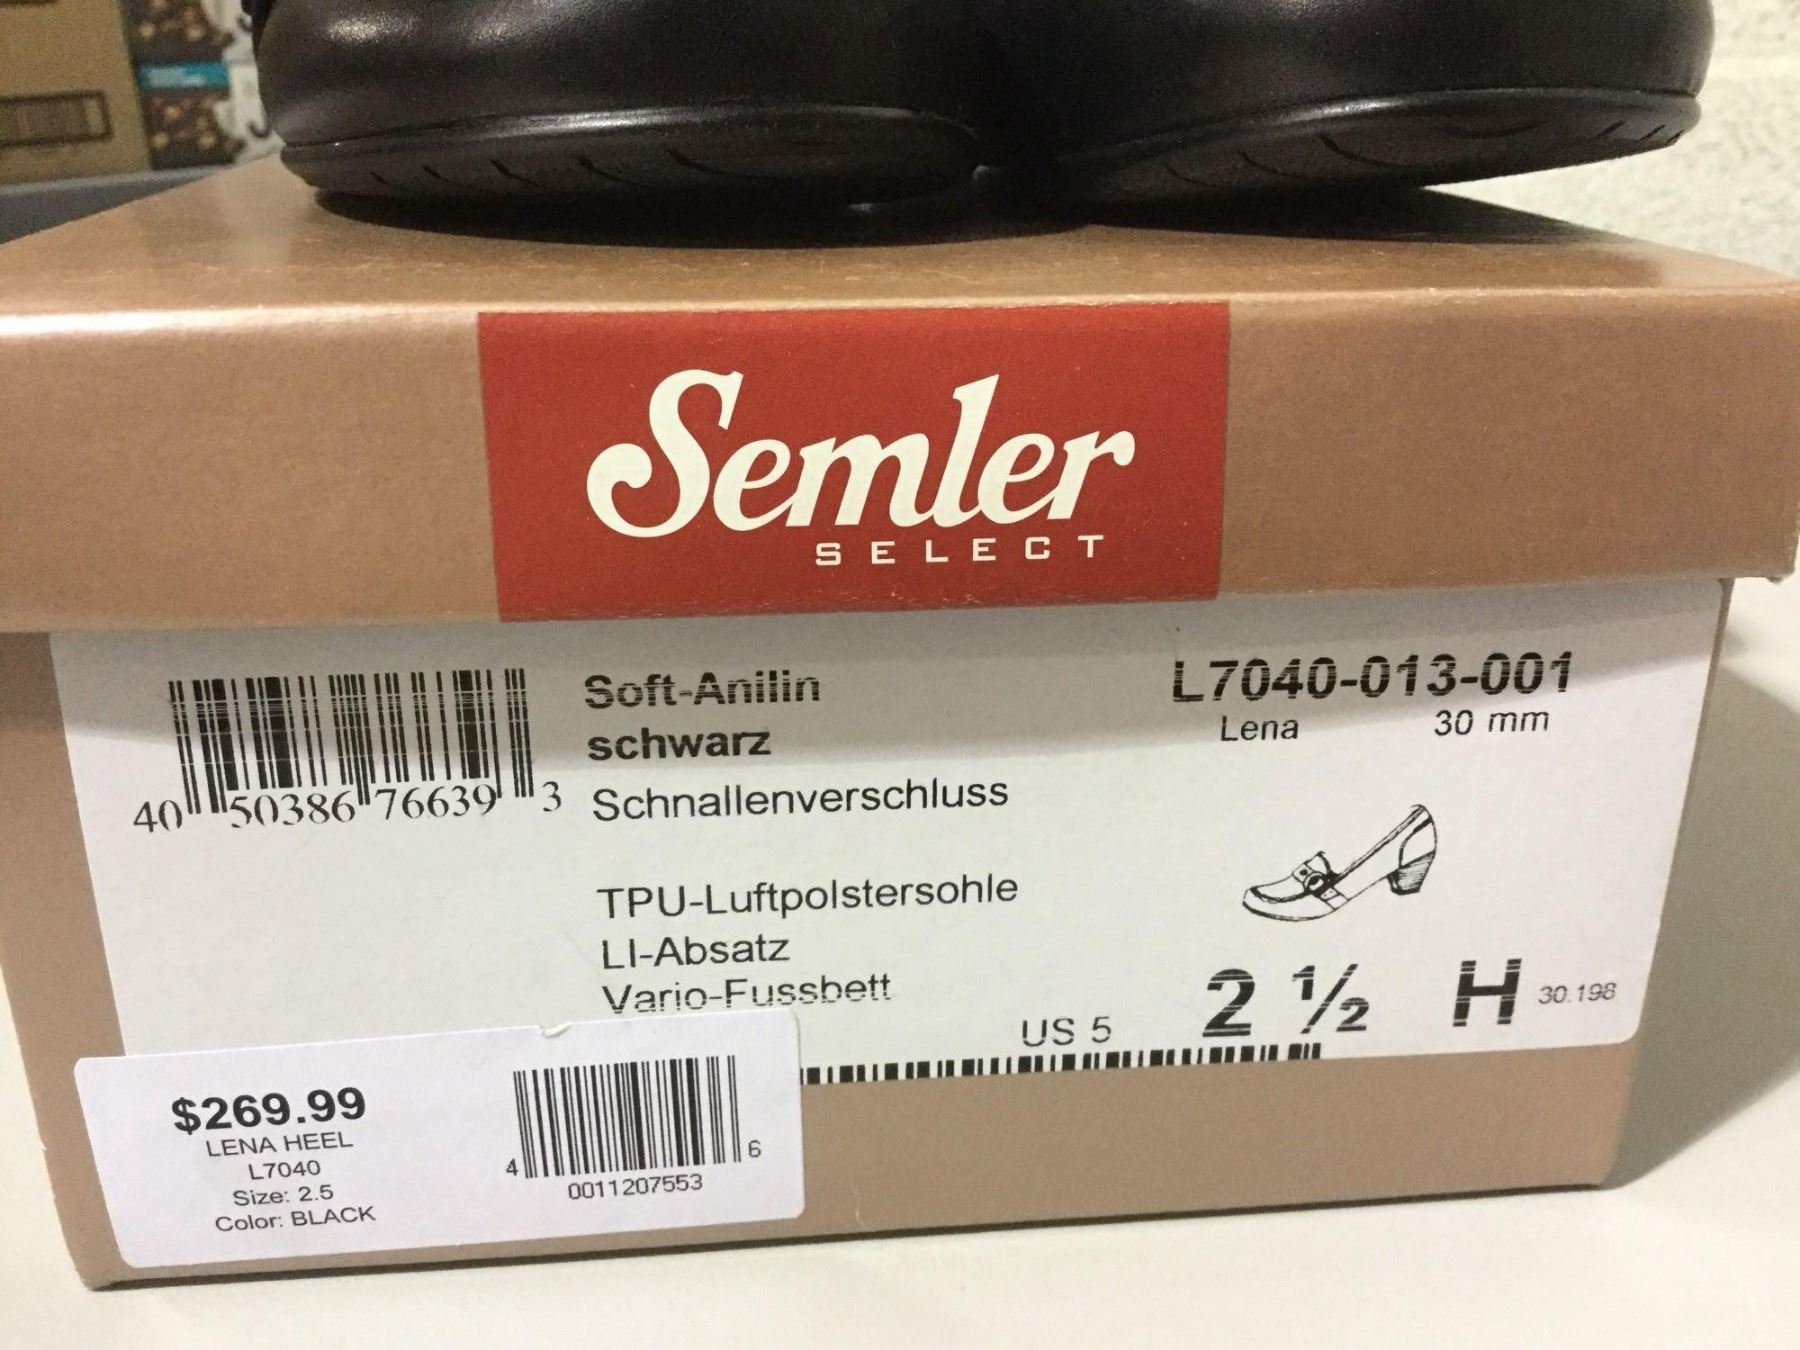 Semler
SELECT
Soft-Anilin
schwarz
Schnallenverschluss
TPU-Luftpolstersohle
LI-Absatz
Vario-Fussbett
L7040-013-001
Lena 30 mm
40 50386 76639 3
US 5 2 ½ H 30.198
$269.99
LENA HEEL
L7040
Size: 2.5
Color: BLACK
4 0011207553 6